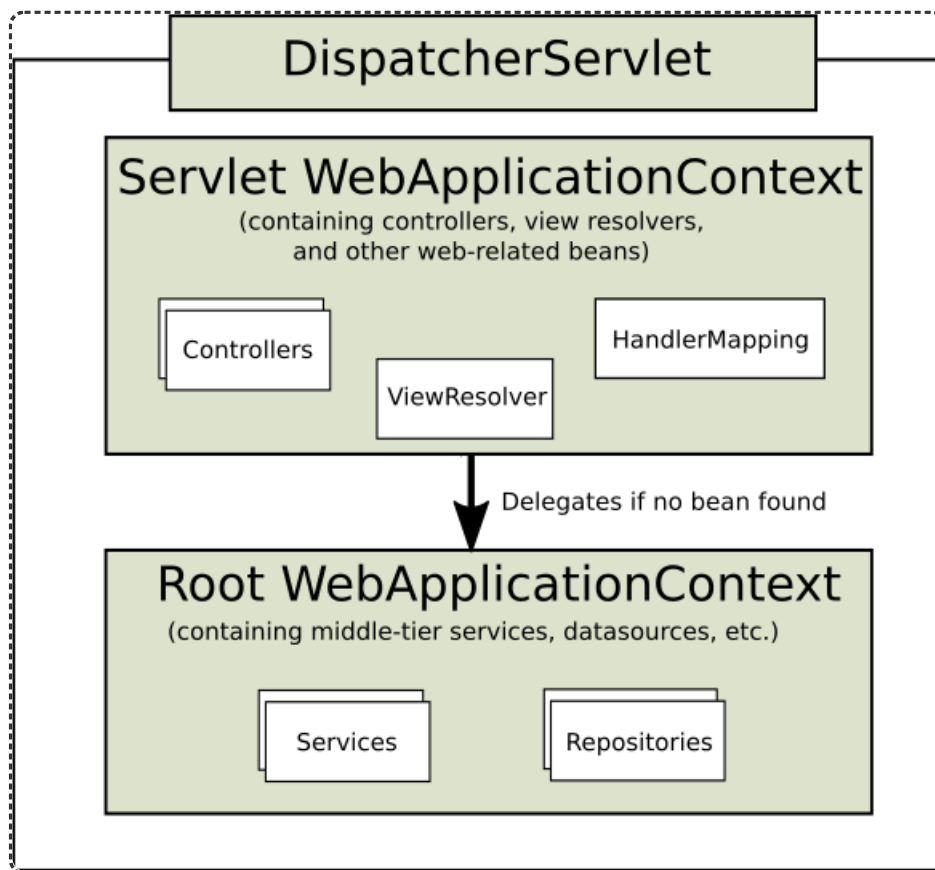 DispatcherServlet
Servlet WebApplicationContext
(containing controllers, view resolvers,
and other web-related beans)
Controllers
HandlerMapping
ViewResolver
Delegates if no bean found
Root WebApplicationContext
(containing middle-tier services, datasources, etc.)
Services
Repositories